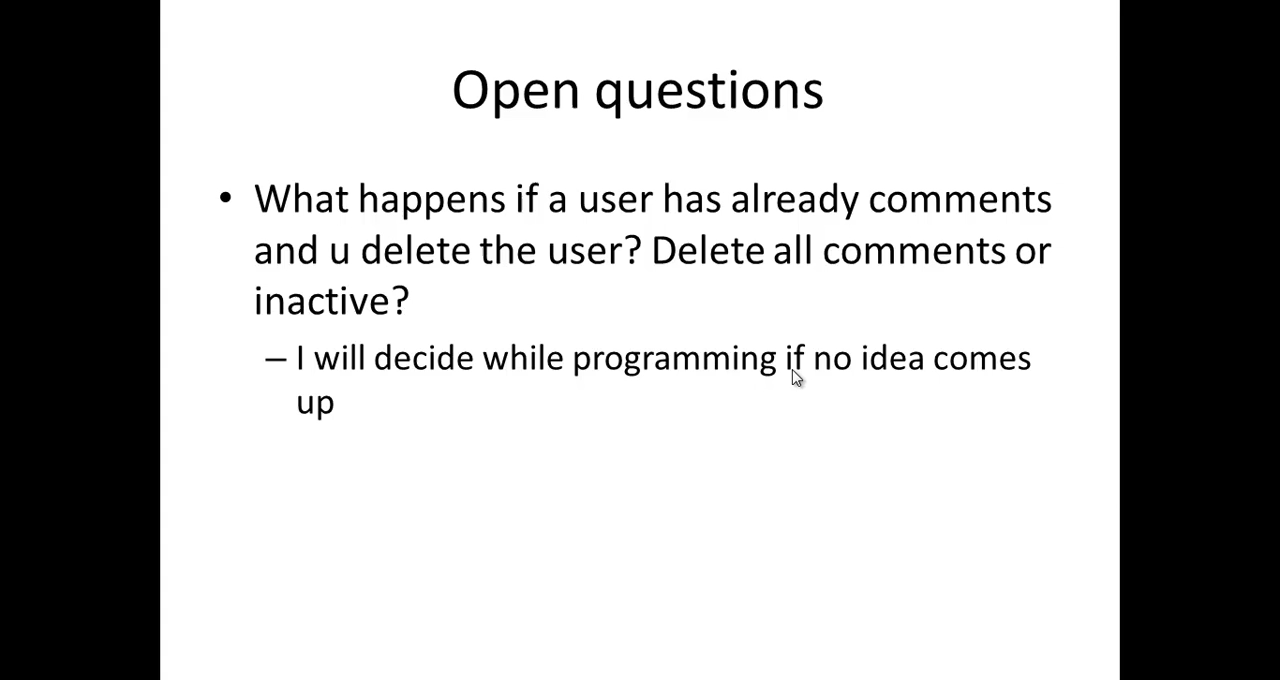 Open questions
• What happens if a user has already comments
and u delete the user? Delete all comments or
inactive?
– I will decide while programming if no idea comes
up